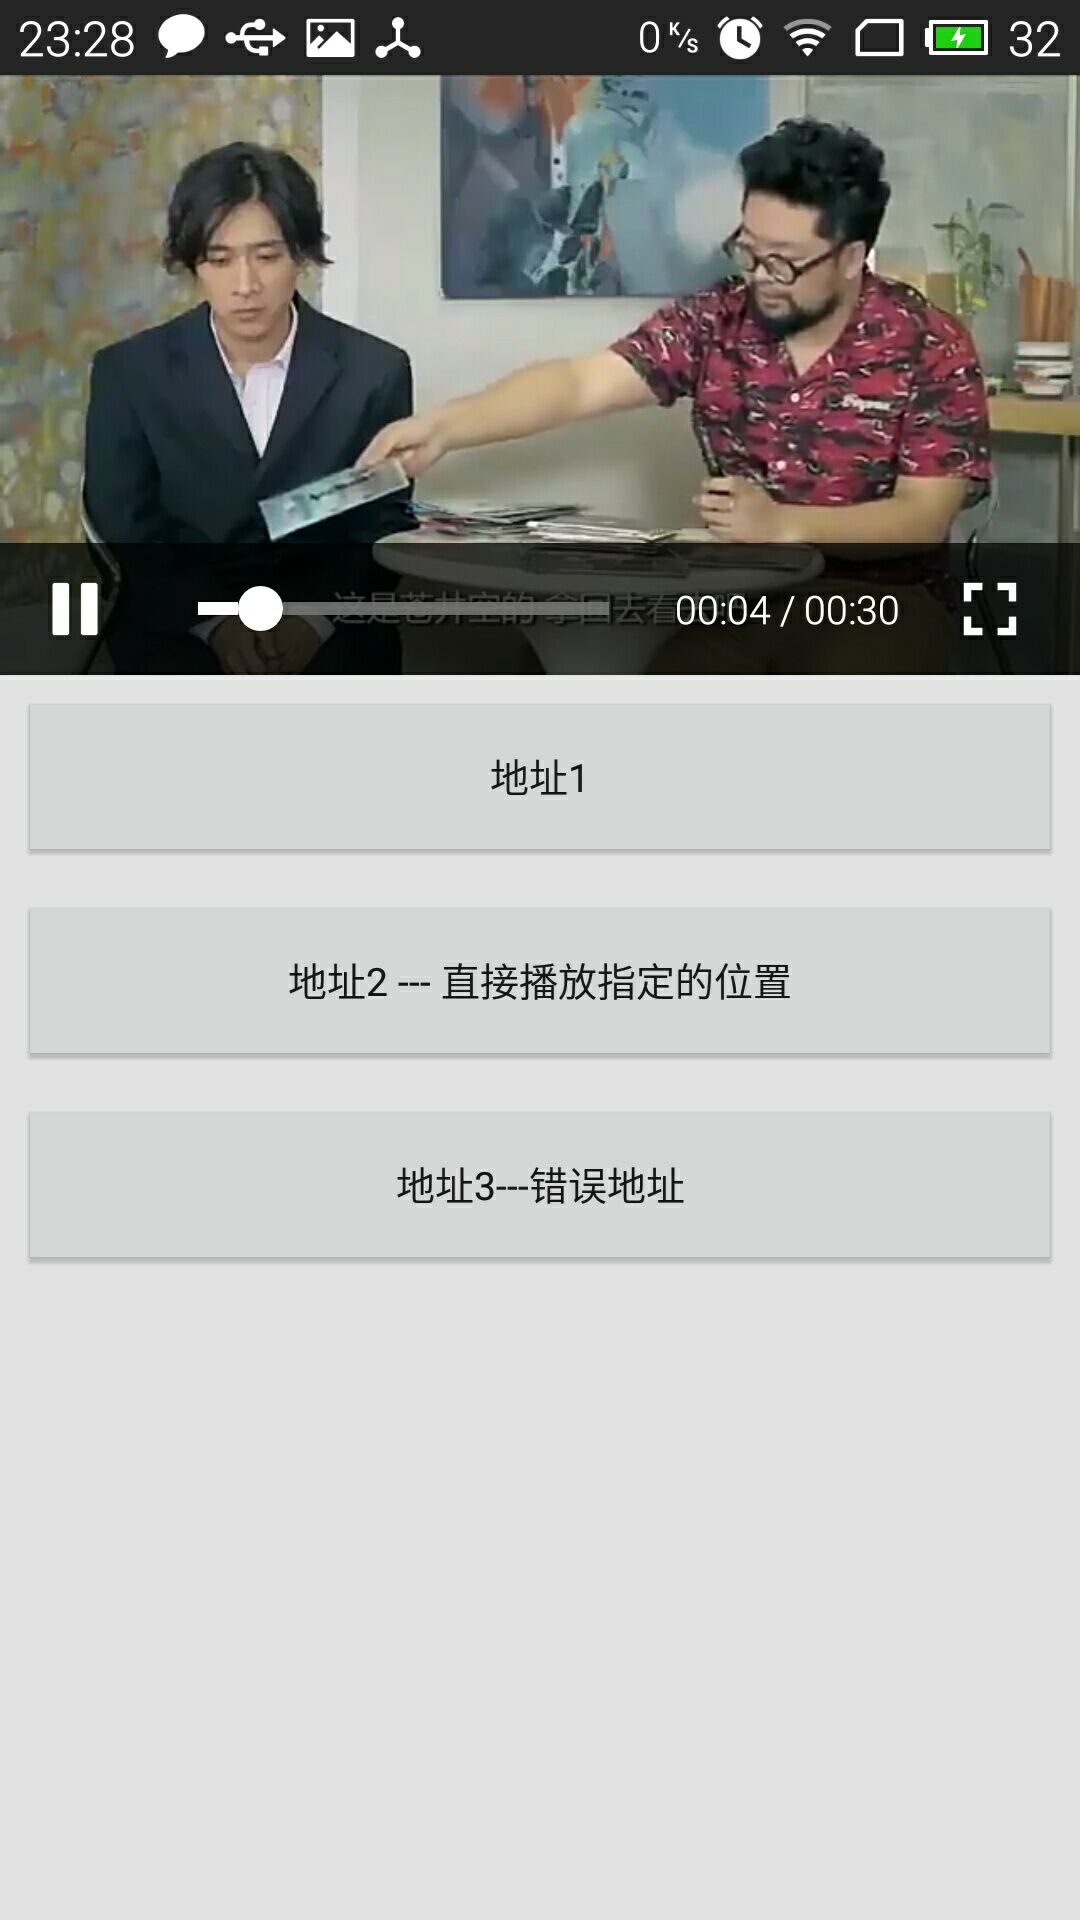 23:28
0 K/s
32
这是苍井空的 拿回去看
00:04 / 00:30
地址1
地址2 --- 直接播放指定的位置
地址3---错误地址